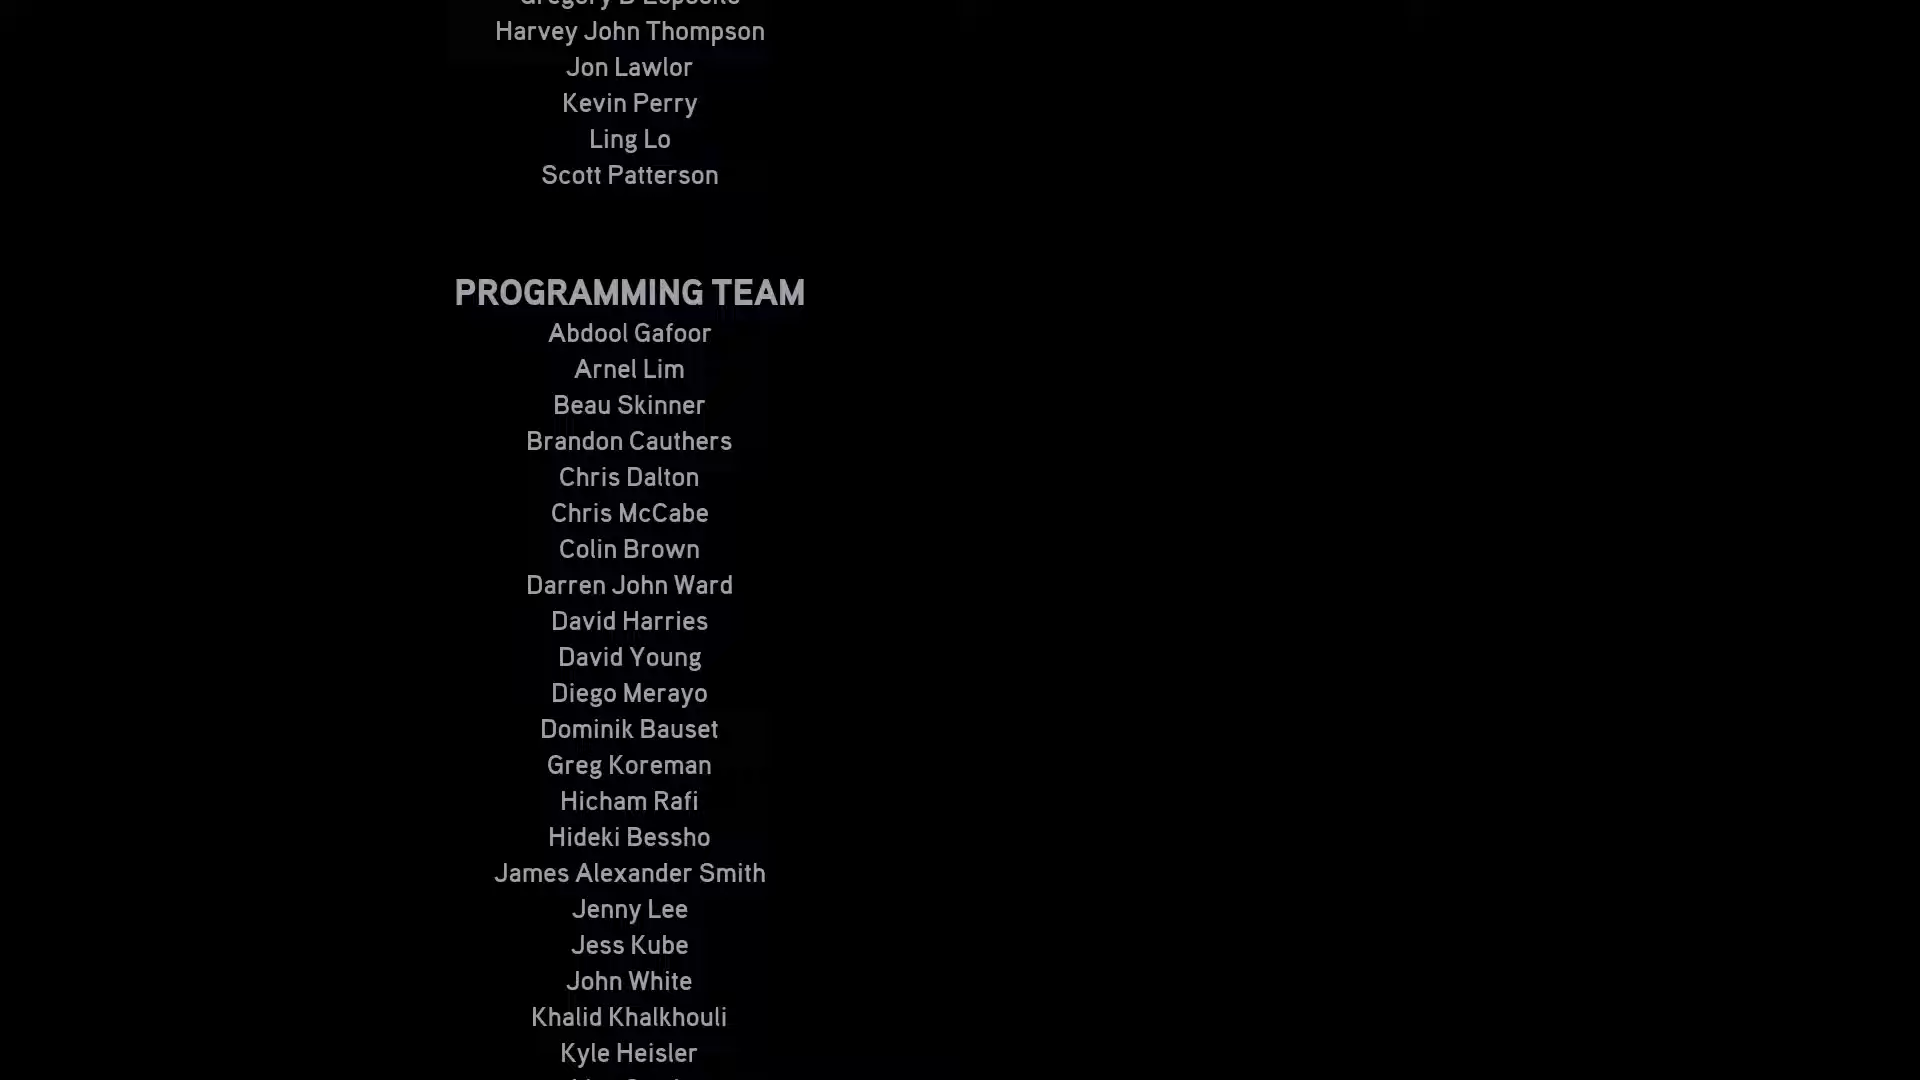 Harvey John Thompson
Jon Lawlor
Kevin Perry
Ling Lo
Scott Patterson
PROGRAMMING TEAM
Abdool Gafoor
Arnel Lim
Beau Skinner
Brandon Cauthers
Chris Dalton
Chris McCabe
Colin Brown
Darren John Ward
David Harries
David Young
Diego Merayo
Dominik Bauset
Greg Koreman
Hicham Rafi
Hideki Bessho
James Alexander Smith
Jenny Lee
Jess Kube
John White
Khalid Khalkhouli
Kyle Heisler